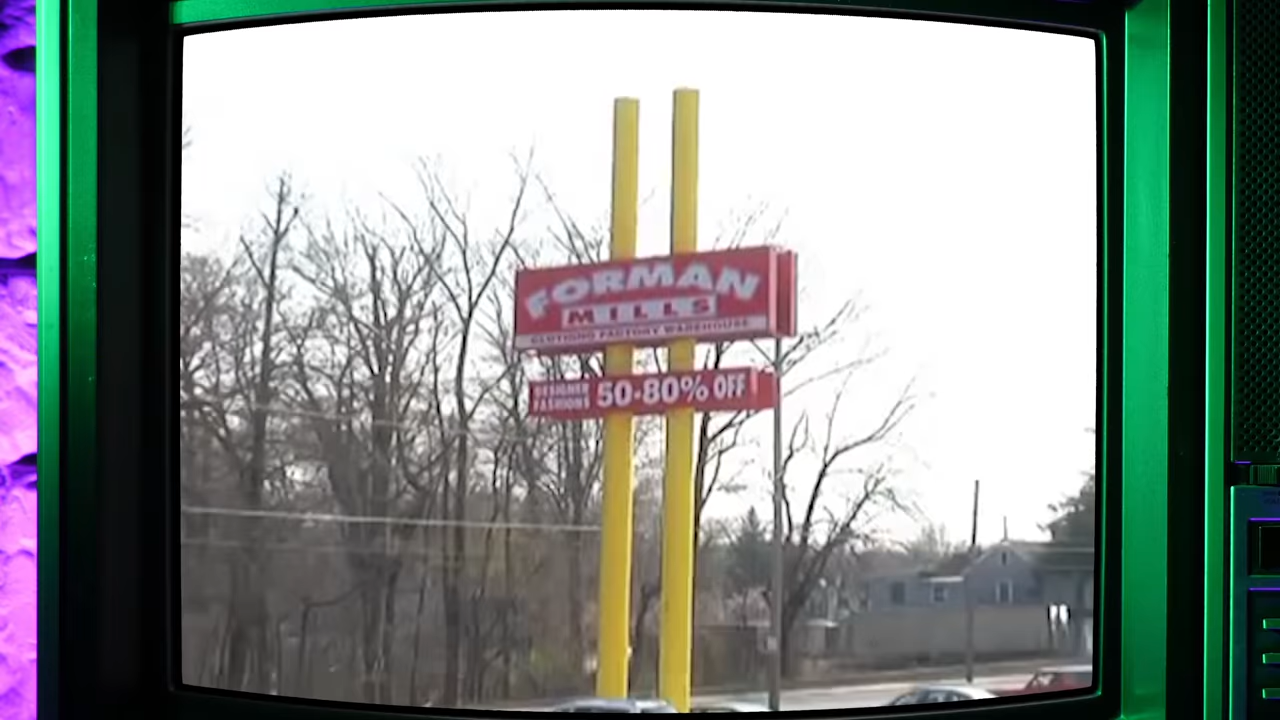 FORMAN
MILLS
CLOTHING FACTORY WAREHOUSE
DESIGNER
FASHIONS
50-80% OFF